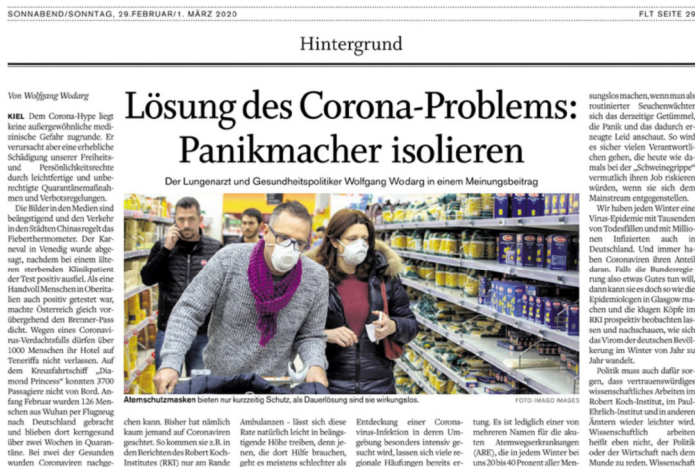 SONNABEND/SONNTAG, 29.FEBRUAR/1. MÄRZ 2020
FLT SEITE 29
Hintergrund
Lösung des Corona-Problems:
Panikmacher isolieren
Der Lungenarzt und Gesundheitspolitiker Wolfgang Wodarg in einem Meinungsbeitrag
Von Wolfgang Wodarg
KIEL Dem Corona-Hype liegt
keine außergewöhnliche medi-
zinische Gefahr zugrunde. Er
verursacht aber eine erhebliche
Schädigung unserer Freiheits-
und Persönlichkeitsrechte
durch leichtfertige und unbe-
rechtigte Quarantänemaßnah-
men und Verbotsregelungen.
Die Bilder in den Medien sind
beängstigend und den Verkehr
in den Städten Chinas regelt das
Fieberthermometer. Der Kar-
neval in Venedig wurde abge-
sagt, nachdem bei einem älte-
ren sterbenden Klinikpatient
der Test positiv ausfiel. Als eine
Handvoll Menschen in Oberita-
lien auch positiv getestet war,
machte Österreich gleich vor-
übergehend den Brenner-Pass
dicht. Wegen eines Coronavi-
rus-Verdachtsfalls dürfen über
1000 Menschen ihr Hotel auf
Teneriffa nicht verlassen. Auf
dem Kreuzfahrtschiff „Dia-
mond Princess“ konnten 3700
Passagiere nicht von Bord. An-
fang Februar wurden 126 Men-
schen aus Wuhan per Flugzeug
nach Deutschland gebracht
und blieben dort kerngesund
über zwei Wochen in Quaran-
täne. Bei zwei der Gesunden
wurden Coronaviren nachge-
Atemschutzmasken bieten nur kurzzeitig Schutz, als Dauerlösung sind sie wirkungslos.
FOTO: IMAGO IMAGES
chen kann. Bisher hat nämlich
kaum jemand auf Coronaviren
geachtet. So kommen sie z.B. in
den Berichten des Robert Koch-
Institutes (RKI) nur am Rande
Ambulanzen – lässt sich diese
Rate natürlich leicht in beängs-
tigende Höhe treiben, denn je-
nen, die dort Hilfe brauchen,
geht es meistens schlechter als
Entdeckung einer Corona-
virus-Infektion in deren Um-
gebung besonders intensiv ge-
sucht wird, lassen sich viele re-
gionale Häufungen bereits er-
tung. Es ist lediglich einer von
mehreren Namen für die aku-
ten Atemwegserkrankungen
(ARE), die in jedem Winter bei
uns 20 bis 40 Prozent aller Men-
sungslos machen, wenn man als
routinierter Seuchenwächter
sich das derzeitige Getümmel,
die Panik und das dadurch er-
zeugte Leid anschaut. So wird
es sicher vielen Verantwortli-
chen gehen, die heute wie da-
mals bei der „Schweinegrippe“
vermutlich ihren Job riskieren
würden, wenn sie sich dem
Mainstream entgegenstellen.
Wir haben jeden Winter eine
Virus-Epidemie mit Tausenden
von Todesfällen und mit Millio-
nen Infizierten auch in
Deutschland. Und immer ha-
ben Coronaviren ihren Anteil
daran. Falls die Bundesregie-
rung also etwas Gutes tun will,
dann kann sie es doch so wie die
Epidemiologen in Glasgow ma-
chen und die klugen Köpfe im
RKI prospektiv beobachten las-
sen und nachschauen, wie sich
das Virom der deutschen Bevöl-
kerung im Winter von Jahr zu
Jahr wandelt.
Politik muss auch dafür sor-
gen, dass vertrauenswürdiges
wissenschaftliches Arbeiten im
Robert Koch-Institut, im Paul-
Ehrlich-Institut und in anderen
Ämtern wieder leichter wird.
Wissenschaftlich arbeiten
heißt eben nicht, der Politik
oder der Wirtschaft nach dem
Munde zu reden. Wissenschaft